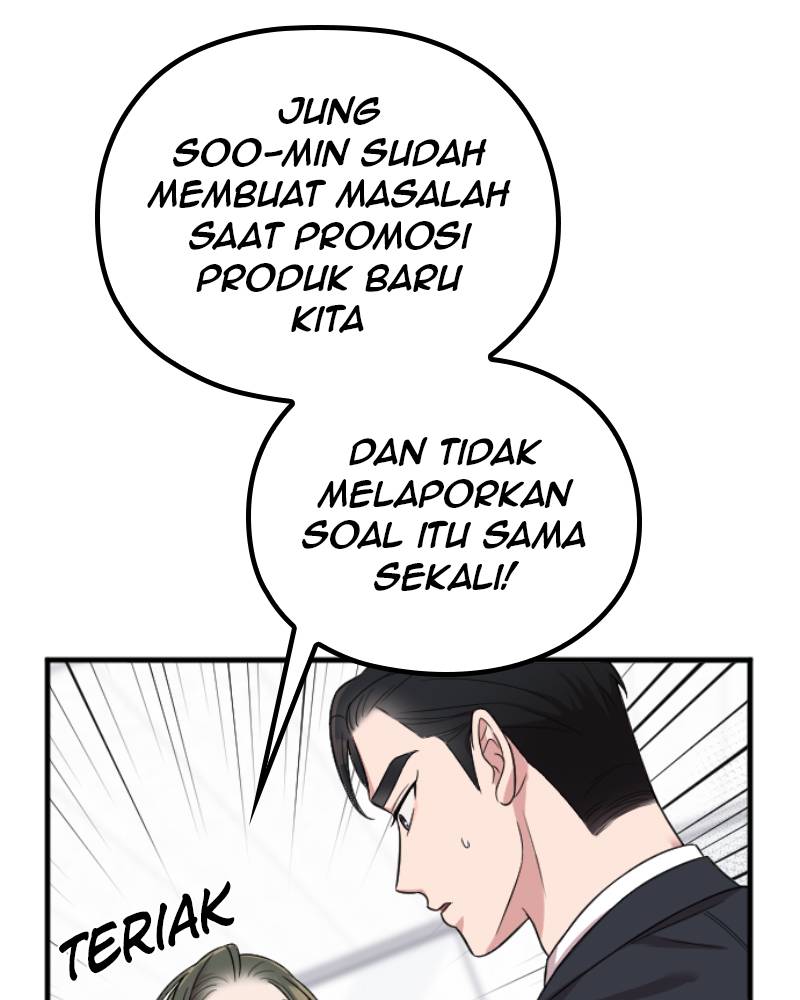 JUNG
SOO-MIN SUDAH
MEMBUAT MASALAH
SAAT PROMOSI
PRODUK BARU
KITA
DAN TIDAK
MELAPORKAN
SOAL ITU SAMA
SEKALI!
TERIAK